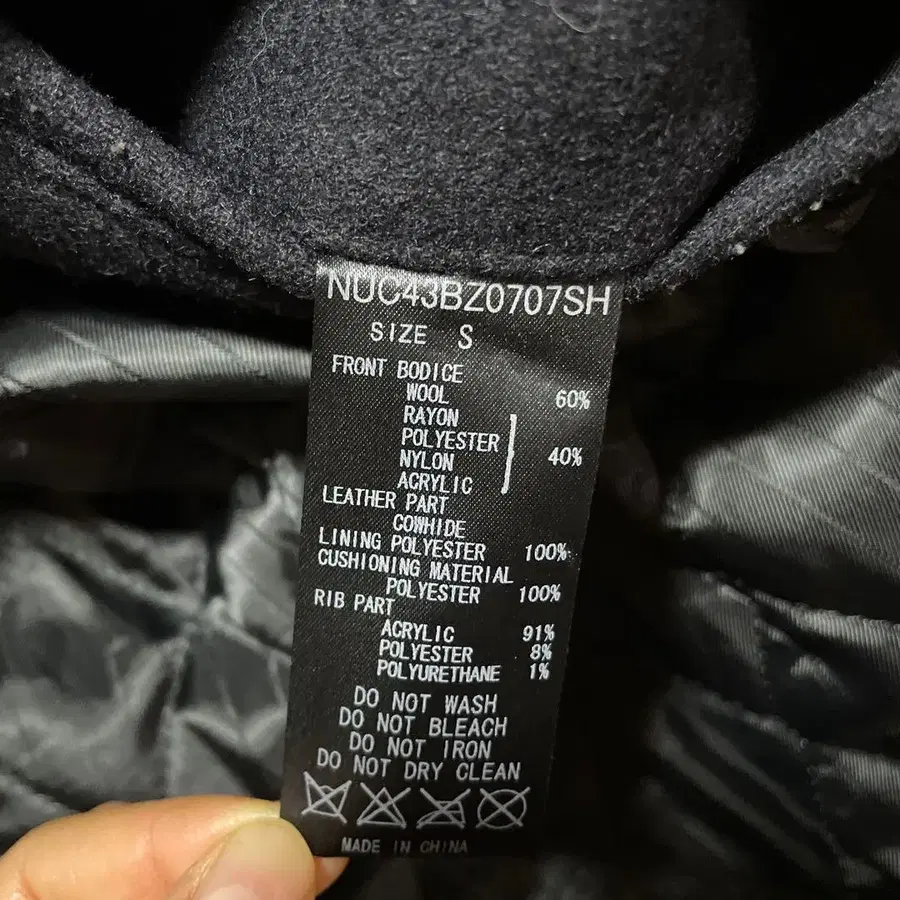 NUC43BZ0707SH
SIZE S
FRONT BODICE
WOOL 60%
RAYON
POLYESTER
NYLON 40%
ACRYLIC
LEATHER PART
COWHIDE
LINING POLYESTER 100%
CUSHIONING MATERIAL
POLYESTER 100%
RIB PART
ACRYLIC 91%
POLYESTER 8%
POLYURETHANE 1%
DO NOT WASH
DO NOT BLEACH
DO NOT IRON
DO NOT DRY CLEAN
MADE IN CHINA